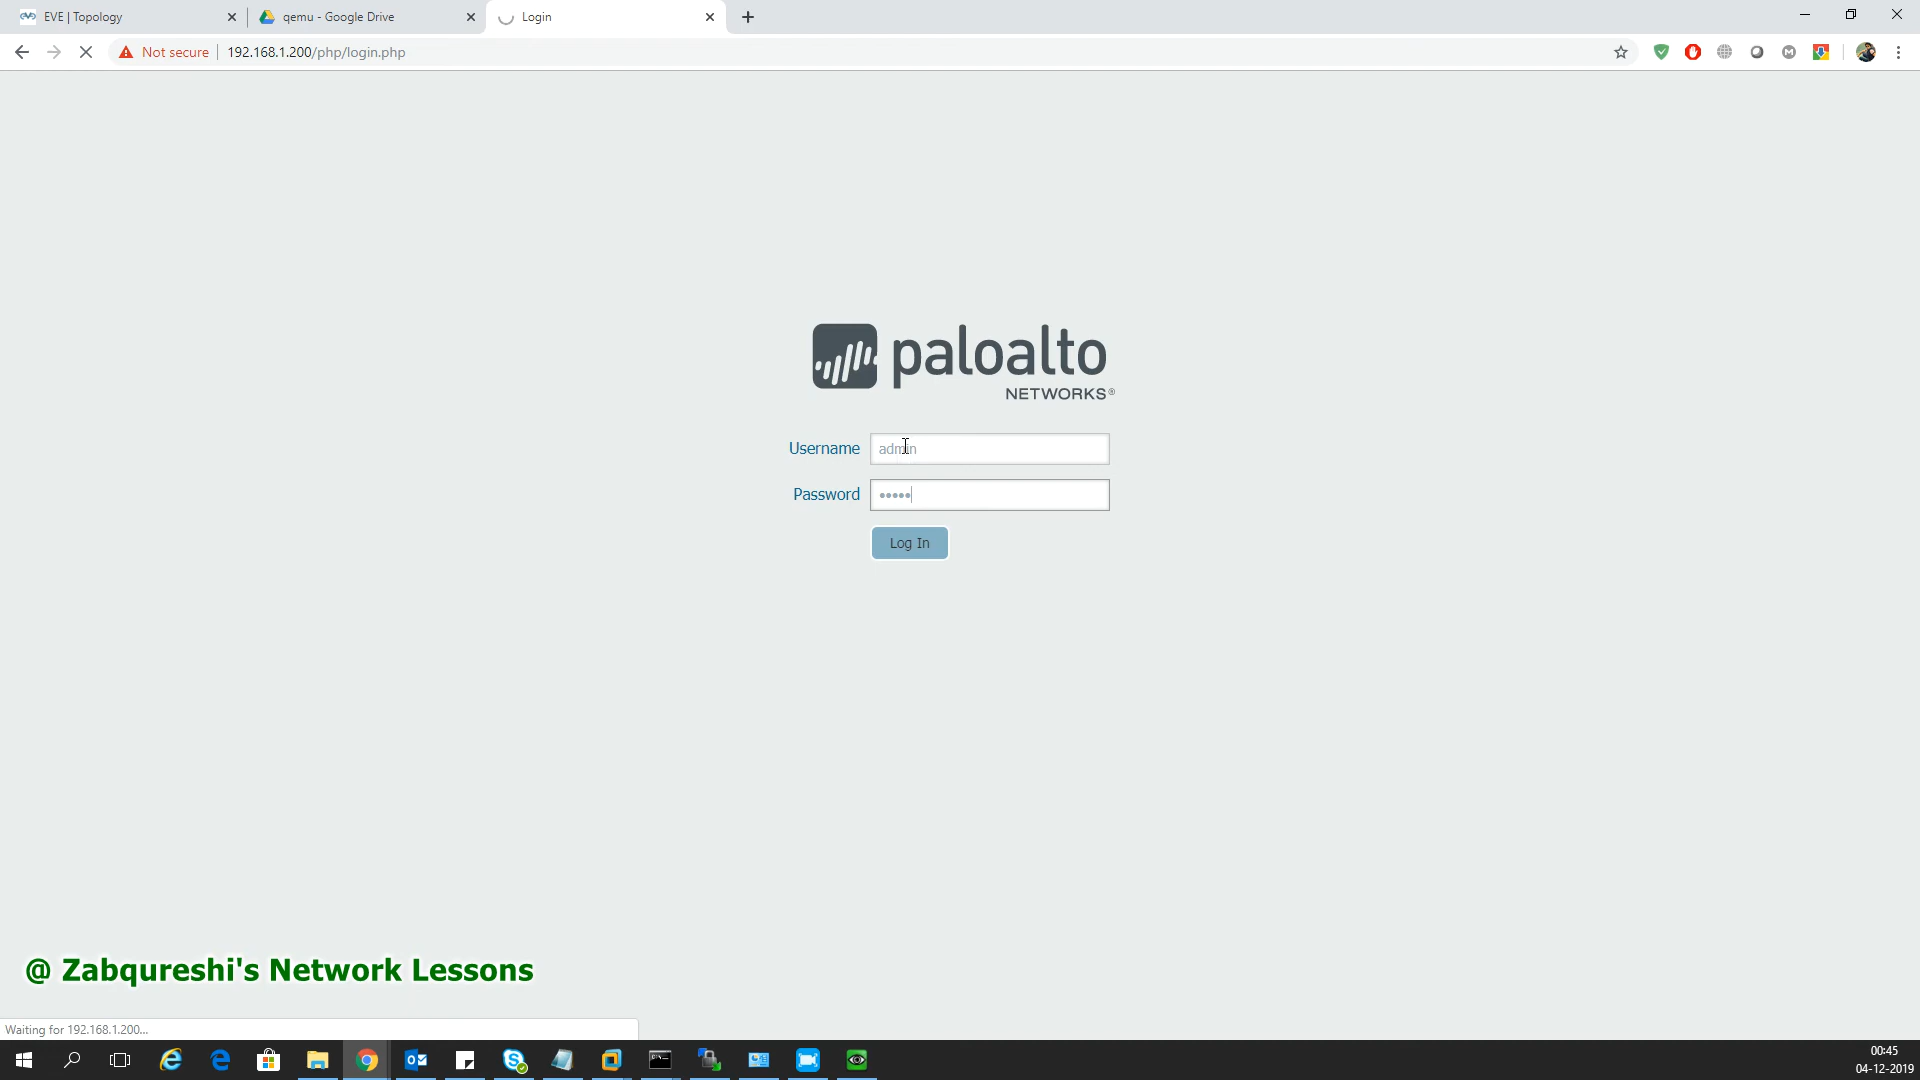 EVE | Topology
qemu - Google Drive
Login
Not secure
192.168.1.200/php/login.php
paloalto
NETWORKS®
Username
admin
Password
•••••
Log In
@ Zabqureshi's Network Lessons
Waiting for 192.168.1.200...
00:45
04-12-2019